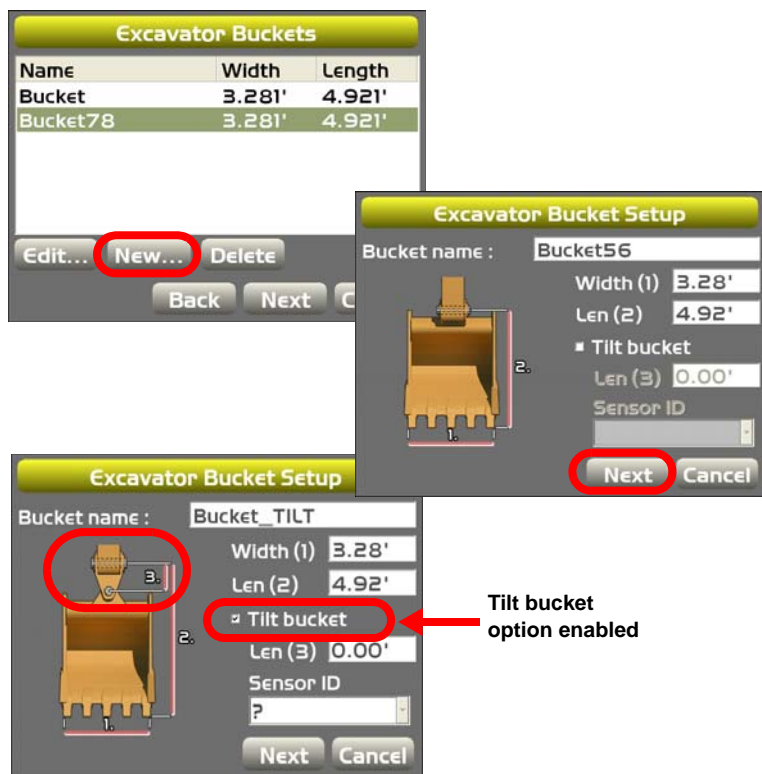 Excavator Buckets
Name Width Length
Bucket 3.281' 4.921'
Bucket78 3.281' 4.921'
Edit... New... Delete
Back Next C
Excavator Bucket Setup
Bucket name : Bucket56
Width (1) 3.28'
Len (2) 4.92'
Tilt bucket
Len (3) 0.00'
Sensor ID
2.
1.
Next Cancel
Excavator Bucket Setup
Bucket name : Bucket_TILT
Width (1) 3.28'
3.
Len (2) 4.92'
Tilt bucket
2.
Len (3) 0.00'
Sensor ID
?
1.
Next Cancel
Tilt bucket
option enabled